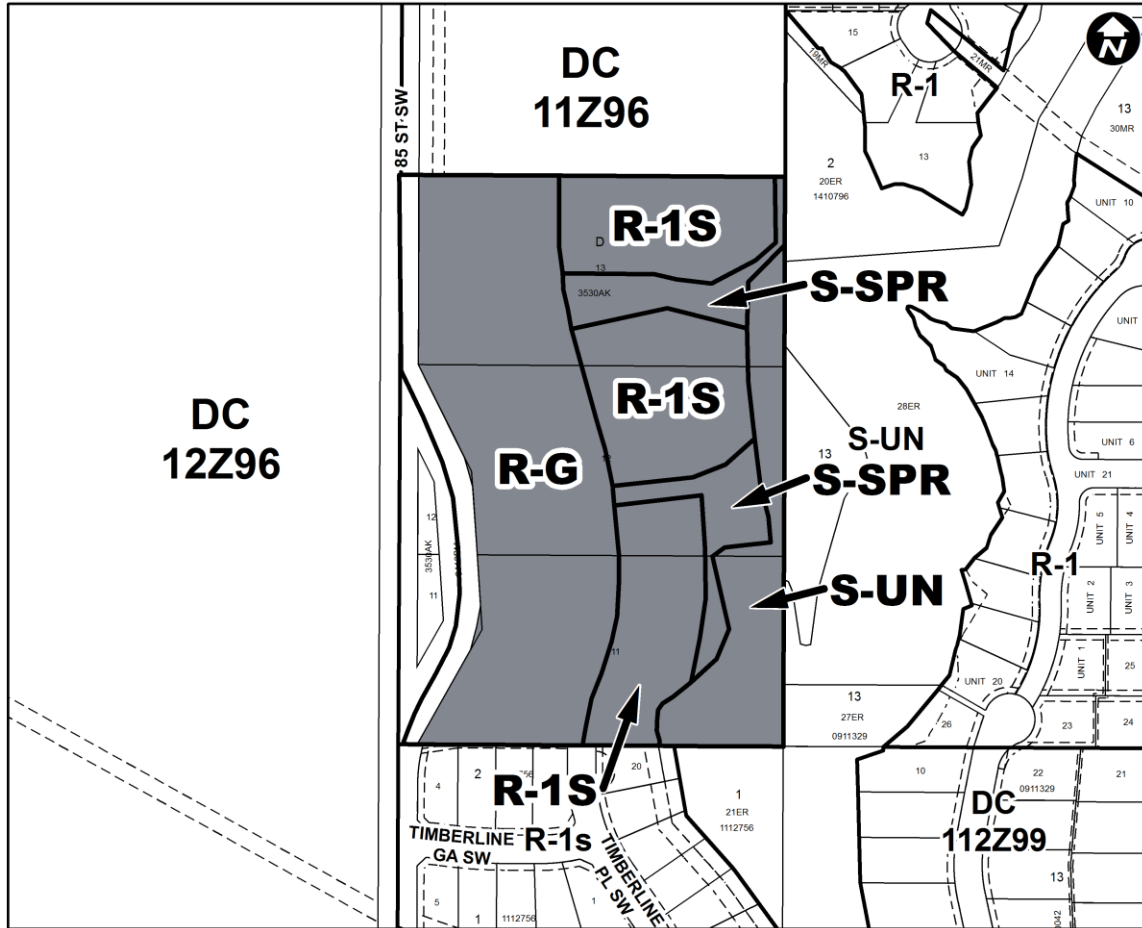 N
15
19MR
21MR
R-1
DC
11Z96
85 ST SW
13
30MR
2
20ER
1410796
13
UNIT 10
R-1S
D
13
3530AK
S-SPR
UNIT
UNIT 14
DC
12Z96
R-1S
28ER
S-UN
13
UNIT 6
UNIT 21
R-G
12
S-SPR
12
3530AK
11
UNIT 5
UNIT 4
R-1
S-UN
UNIT 2
UNIT 3
11
UNIT 1
25
UNIT 20
13
27ER
0911329
26
23
24
2
20
4
R-1S
1
21ER
1112756
10
22
0911329
21
DC
112Z99
TIMBERLINE
GA SW
R-1s
TIMBERLINE
PL SW
13
5
1
1112756
1